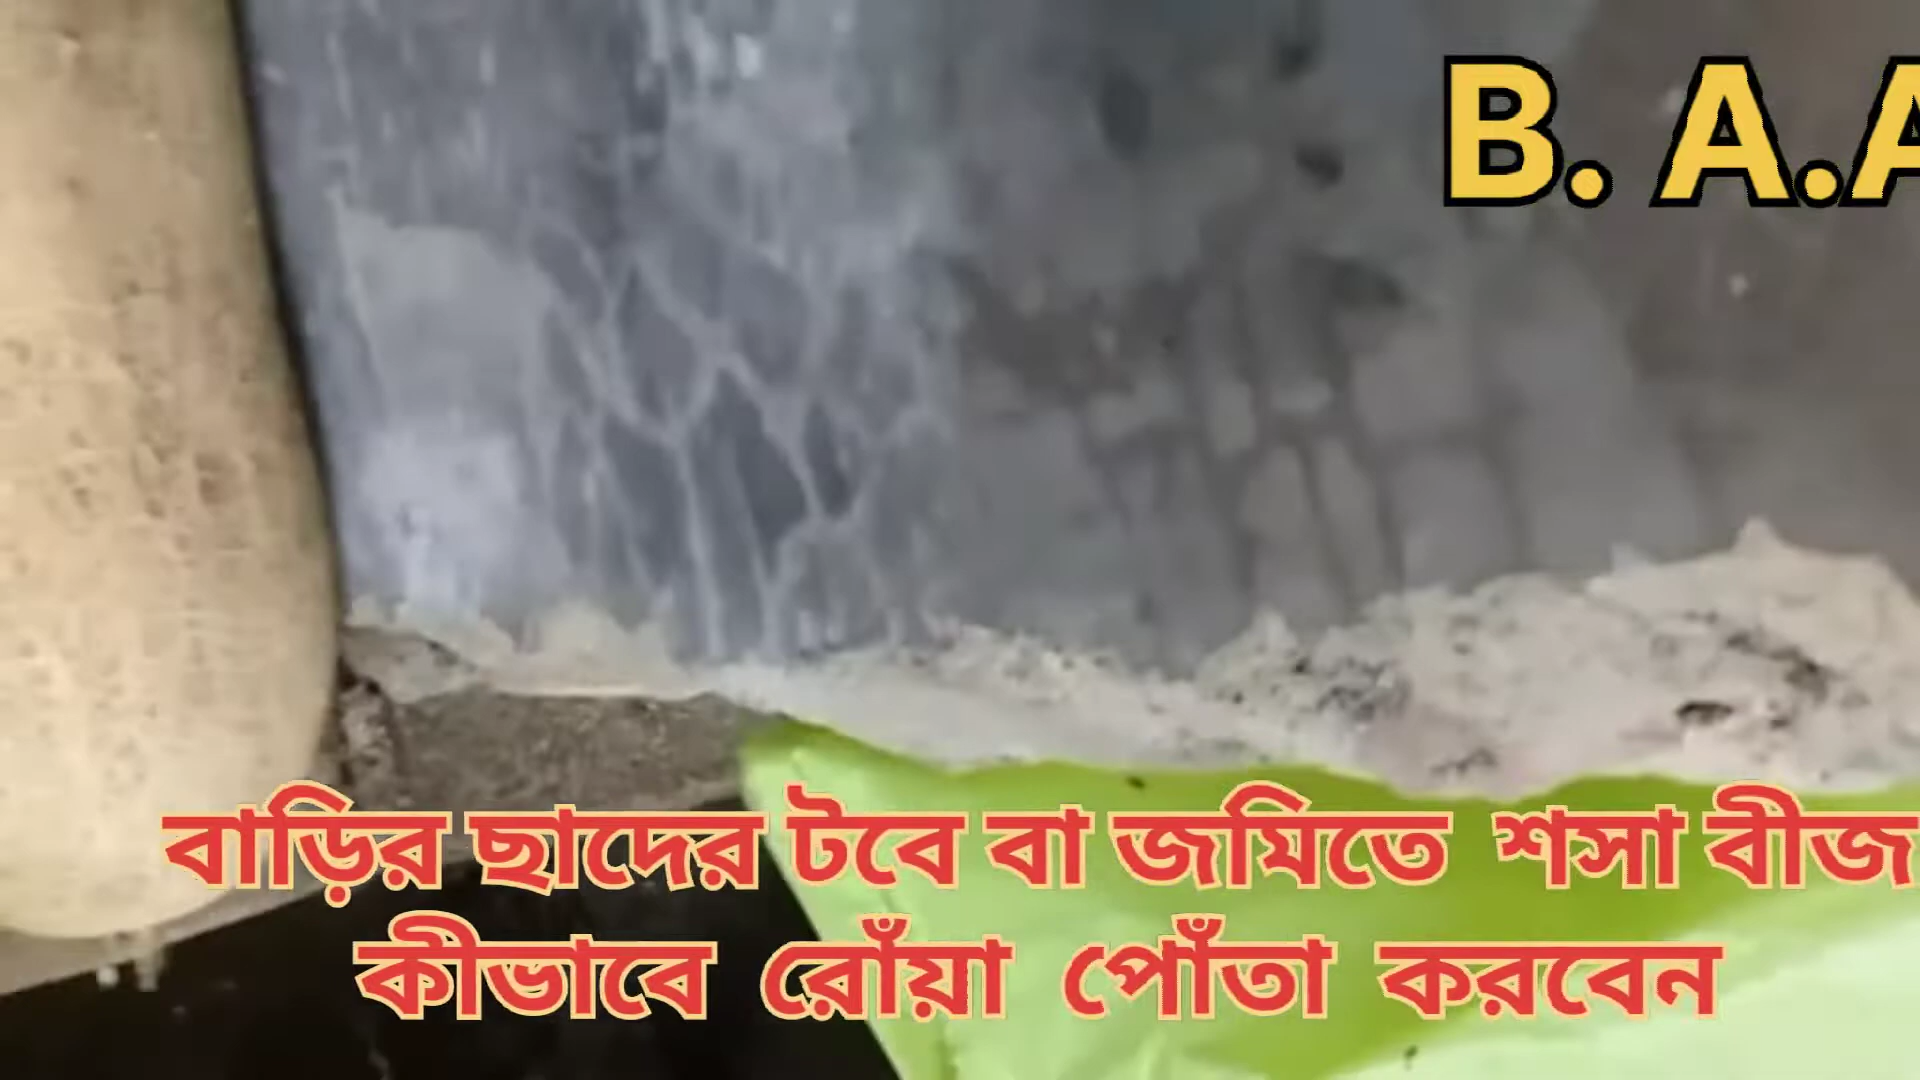 B. A.A
বাড়ির ছাদের টবে বা জমিতে শসা বীজ
কীভাবে রোঁয়া পোঁতা করবেন